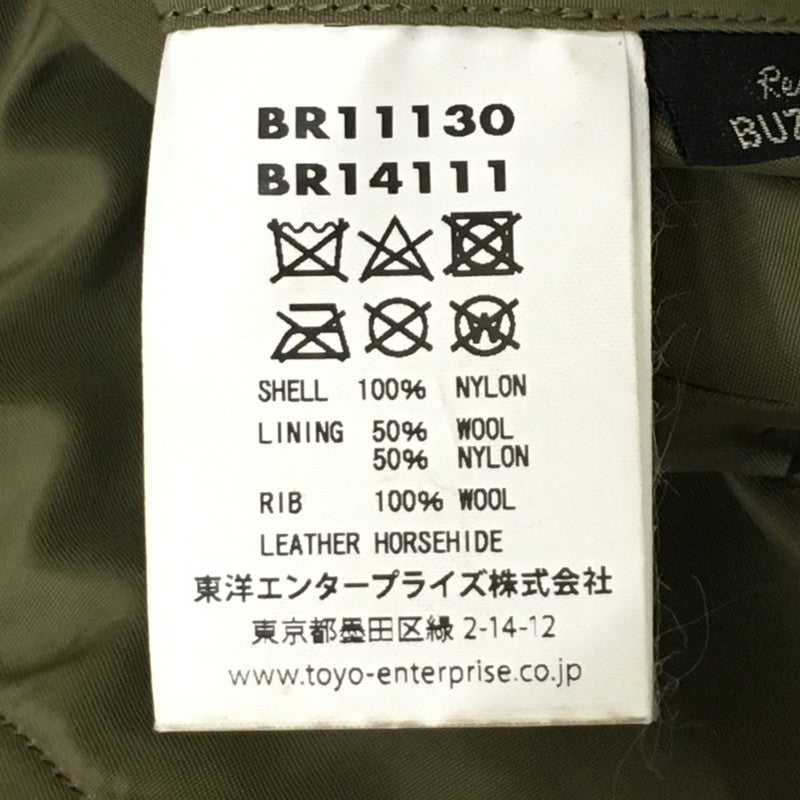 BR11130
BR14111
SHELL 100% NYLON
LINING 50% WOOL
50% NYLON
RIB 100% WOOL
LEATHER HORSEHIDE
東洋エンタープライズ株式会社
東京都墨田区緑 2-14-12
www.toyo-enterprise.co.jp